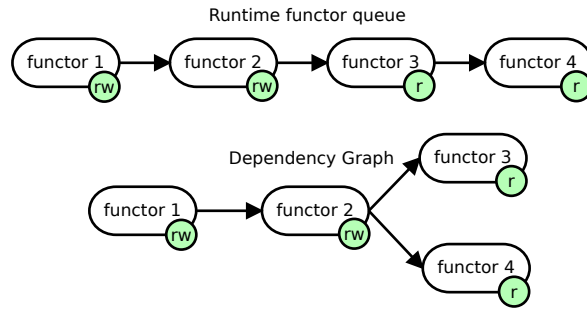 Runtime functor queue
functor 1
rw
functor 2
rw
functor 3
r
functor 4
r
Dependency Graph
functor 1
rw
functor 2
rw
functor 3
r
functor 4
r